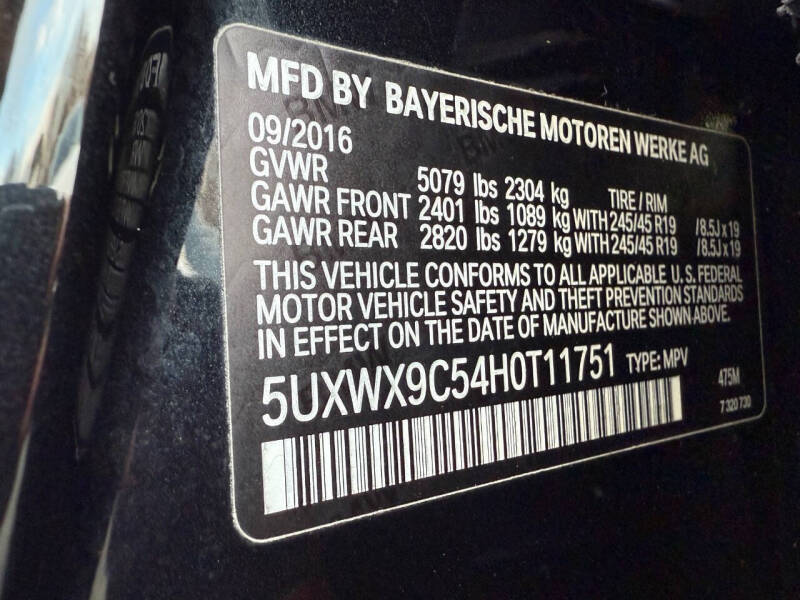 MFD BY BAYERISCHE MOTOREN WERKE AG
09/2016
GVWR 5079 lbs 2304 kg TIRE / RIM
GAWR FRONT 2401 lbs 1089 kg WITH 245/45 R19 / 8.5J x 19
GAWR REAR 2820 lbs 1279 kg WITH 245/45 R19 / 8.5J x 19
THIS VEHICLE CONFORMS TO ALL APPLICABLE U.S. FEDERAL
MOTOR VEHICLE SAFETY AND THEFT PREVENTION STANDARDS
IN EFFECT ON THE DATE OF MANUFACTURE SHOWN ABOVE.
5UXWX9C54H0T11751 TYPE: MPV 475M
7 320 730